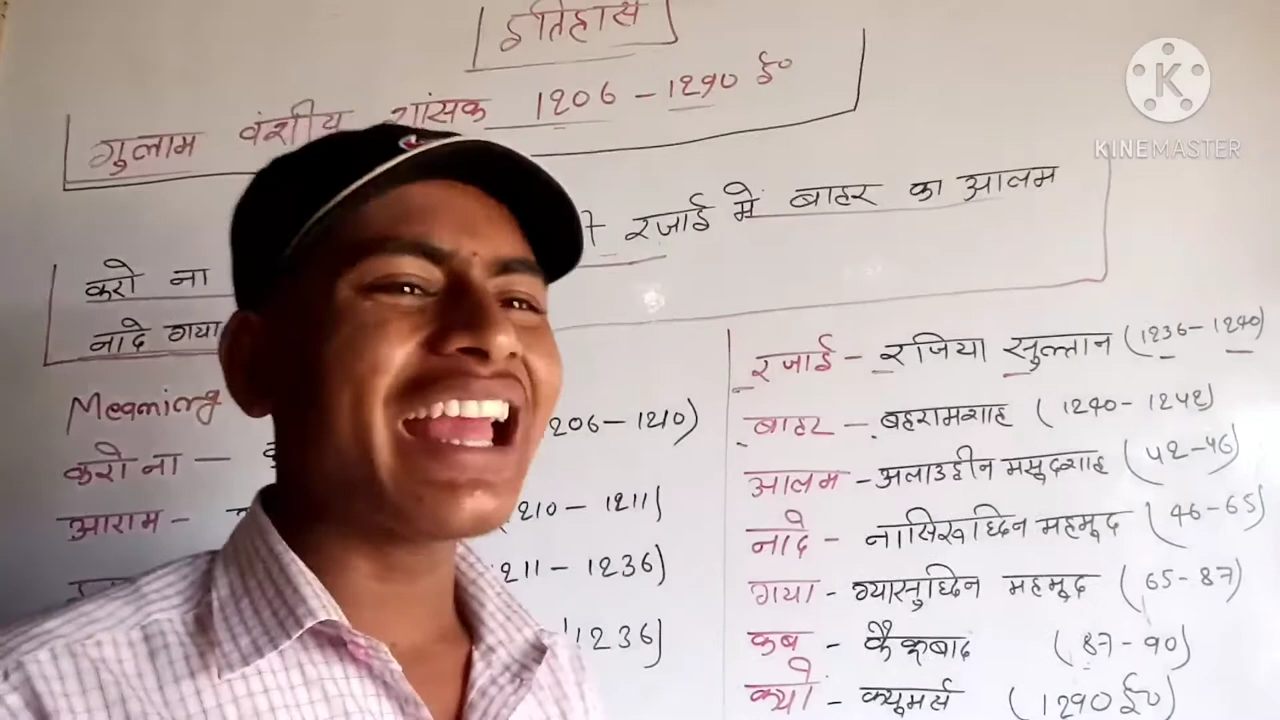 इतिहास
गुलाम वंशीय शासक 1206 - 1290 ई०
करो ना
रजाई में बाहर का आलम
नादे गया
Meaning
करो ना -
206 - 1210)
आराम -
1210 - 1211)
211 - 1236)
1236)
रजाई - रजिया सुल्तान (1236 - 1240)
बाहर - बहरामशाह (1240 - 1242)
आलम - अलाउद्दीन मसुदशाह (42 - 46)
नादे - नासिरुद्दिन महमुद (46 - 65)
गया - ग्यासुद्दिन महमुद (65 - 87)
कब - कैकुबाद (87 - 90)
क्यो - क्युमर्स (1290 ई०)
KINEMASTER